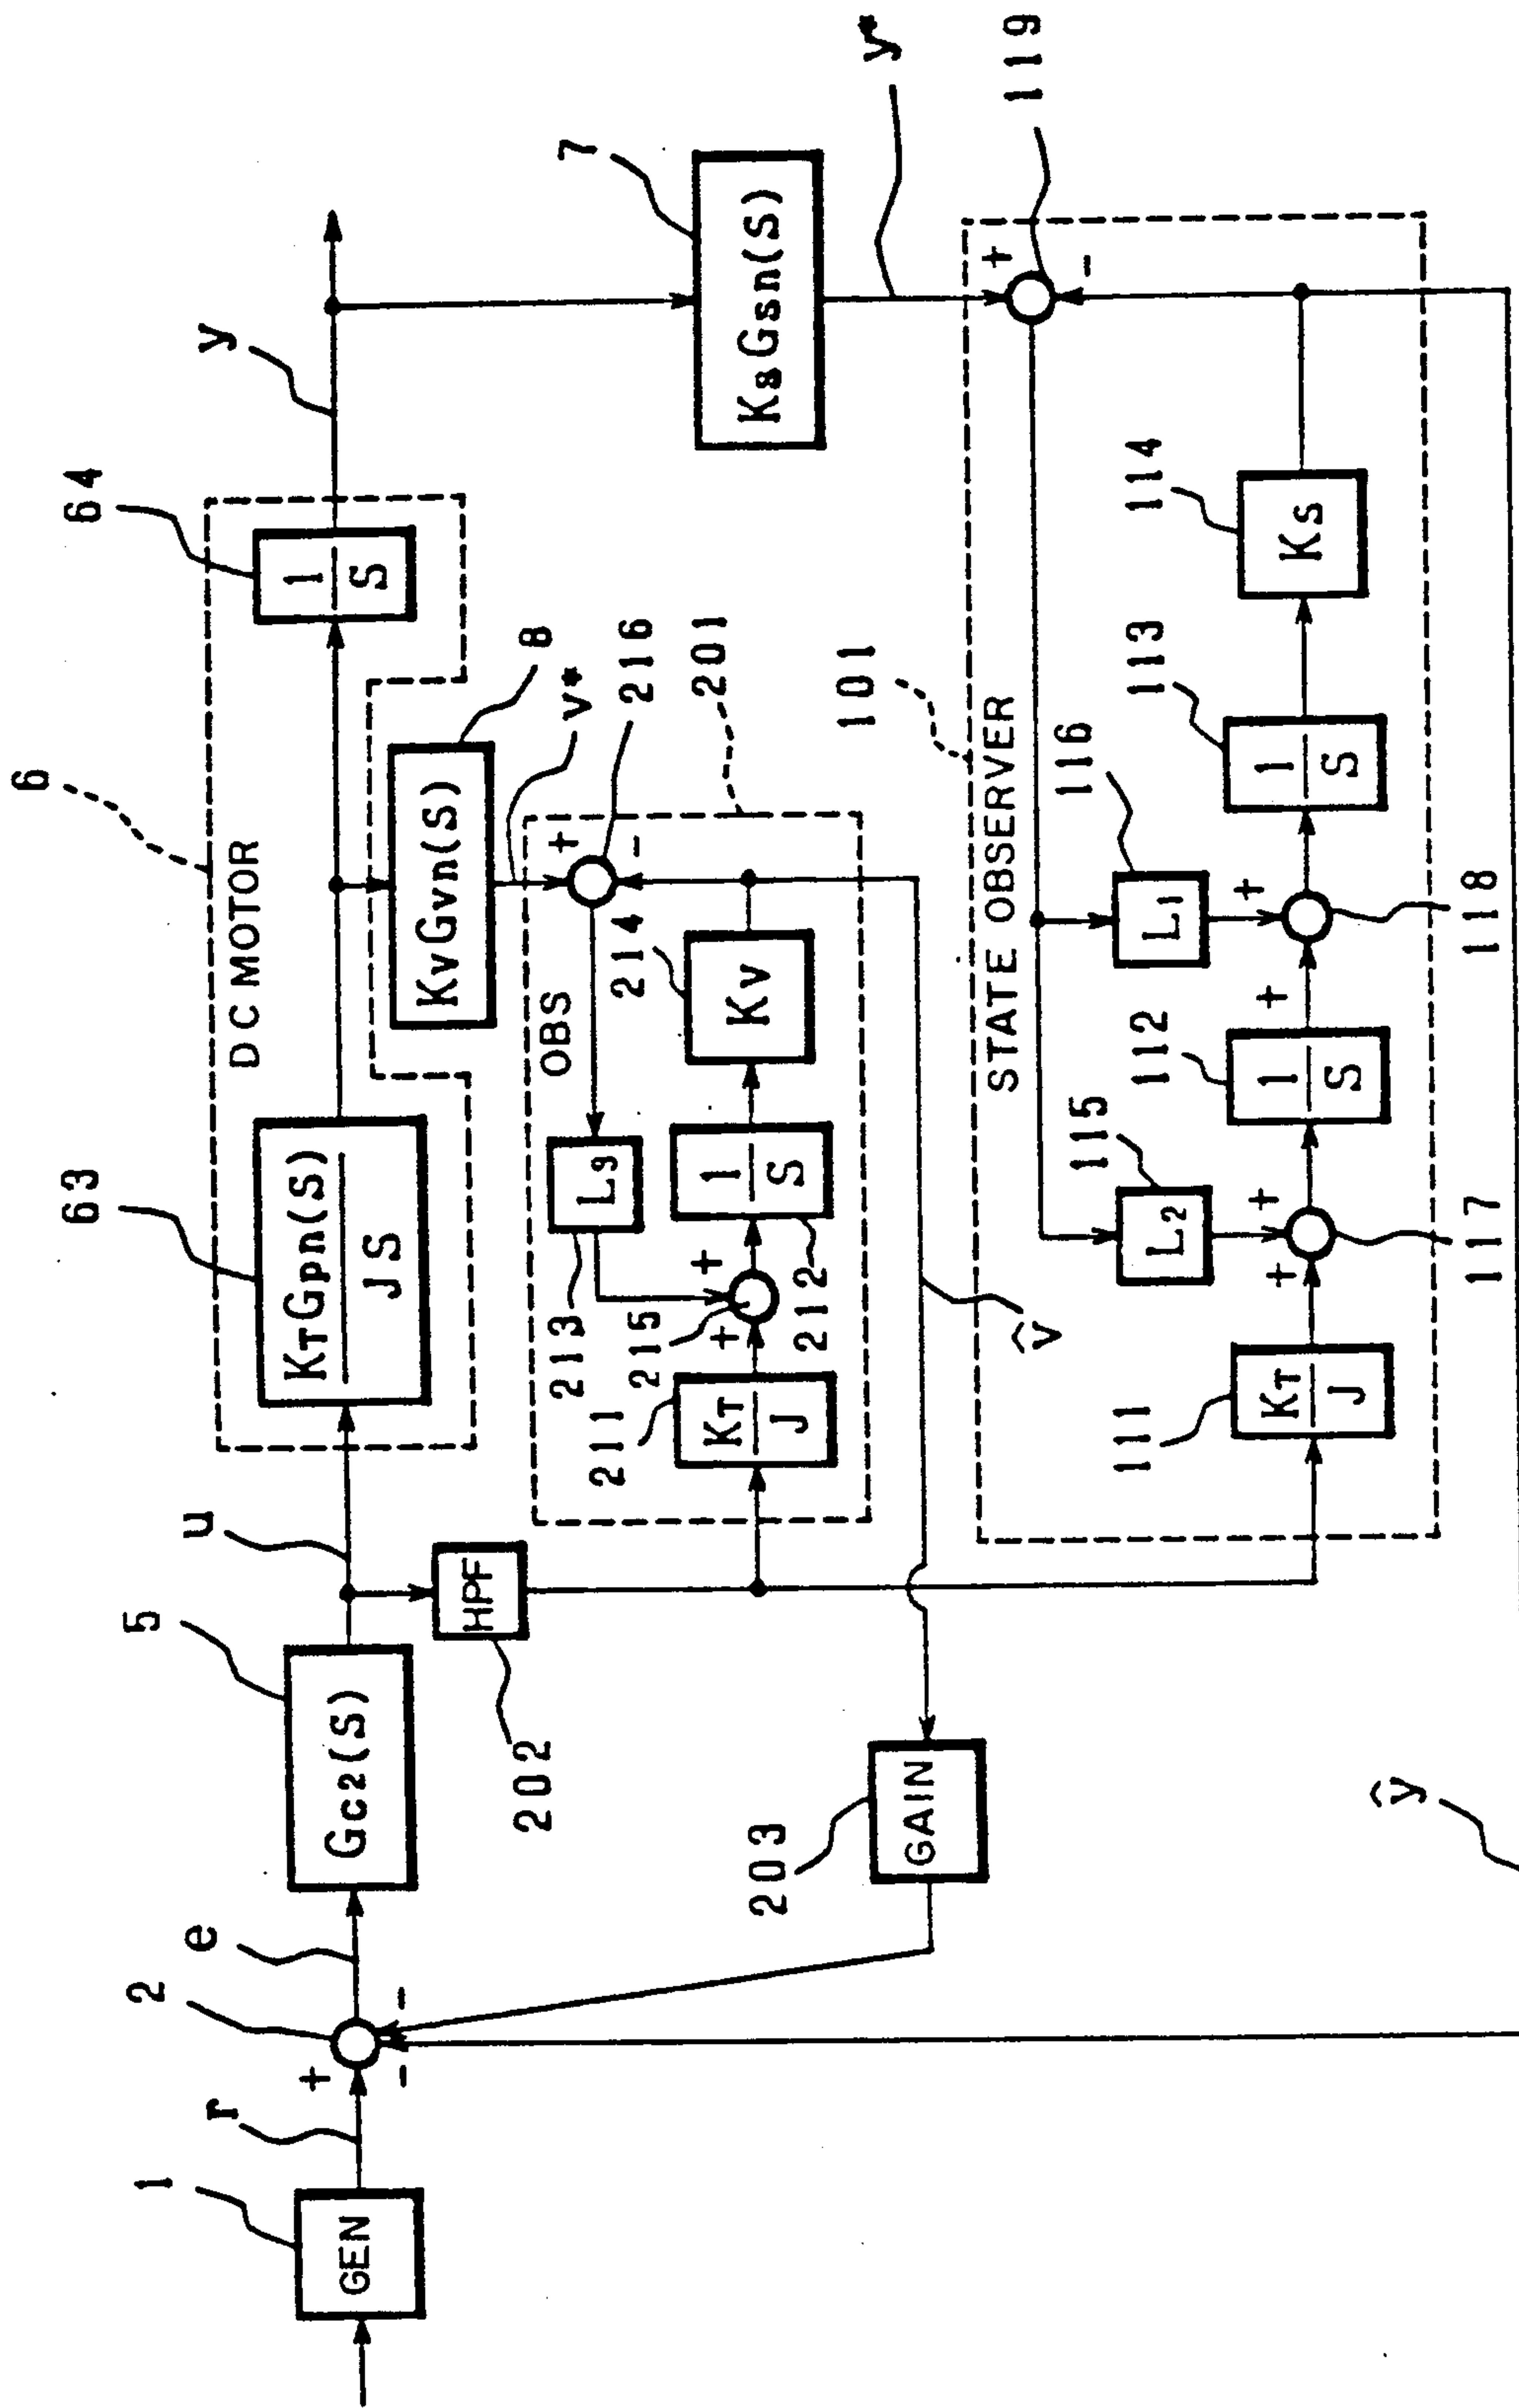 1
GEN
r
+
-
-
2
e
5
Gc2(S)
u
HPF
202
203
GAIN
6
DC MOTOR
63
KTGpn(S)
JS
64
1
S
y
8
KvGvn(S)
v*
216
201
+
-
OBS
L9
213
215
+
+
211
KT
J
1
S
212
214
Kv
v̂
7
KsGsn(S)
y*
119
+
-
101
STATE OBSERVER
111
KT
J
115
L2
+
+
117
112
1
S
116
L1
+
+
118
113
1
S
114
Ks
ŷ